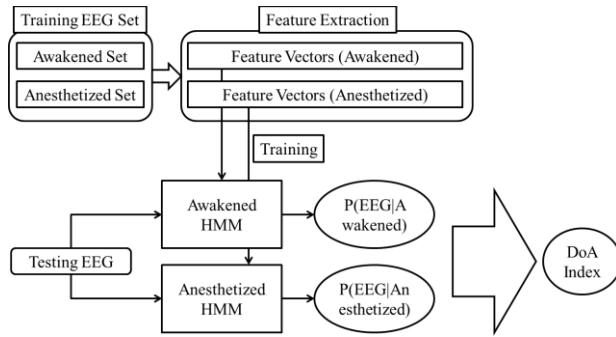 Training EEG Set
Feature Extraction
Awakened Set
Feature Vectors (Awakened)
Anesthetized Set
Feature Vectors (Anesthetized)
Training
Awakened
HMM
P(EEG|A
wakened)
Testing EEG
DoA
Index
Anesthetized
HMM
P(EEG|An
esthetized)